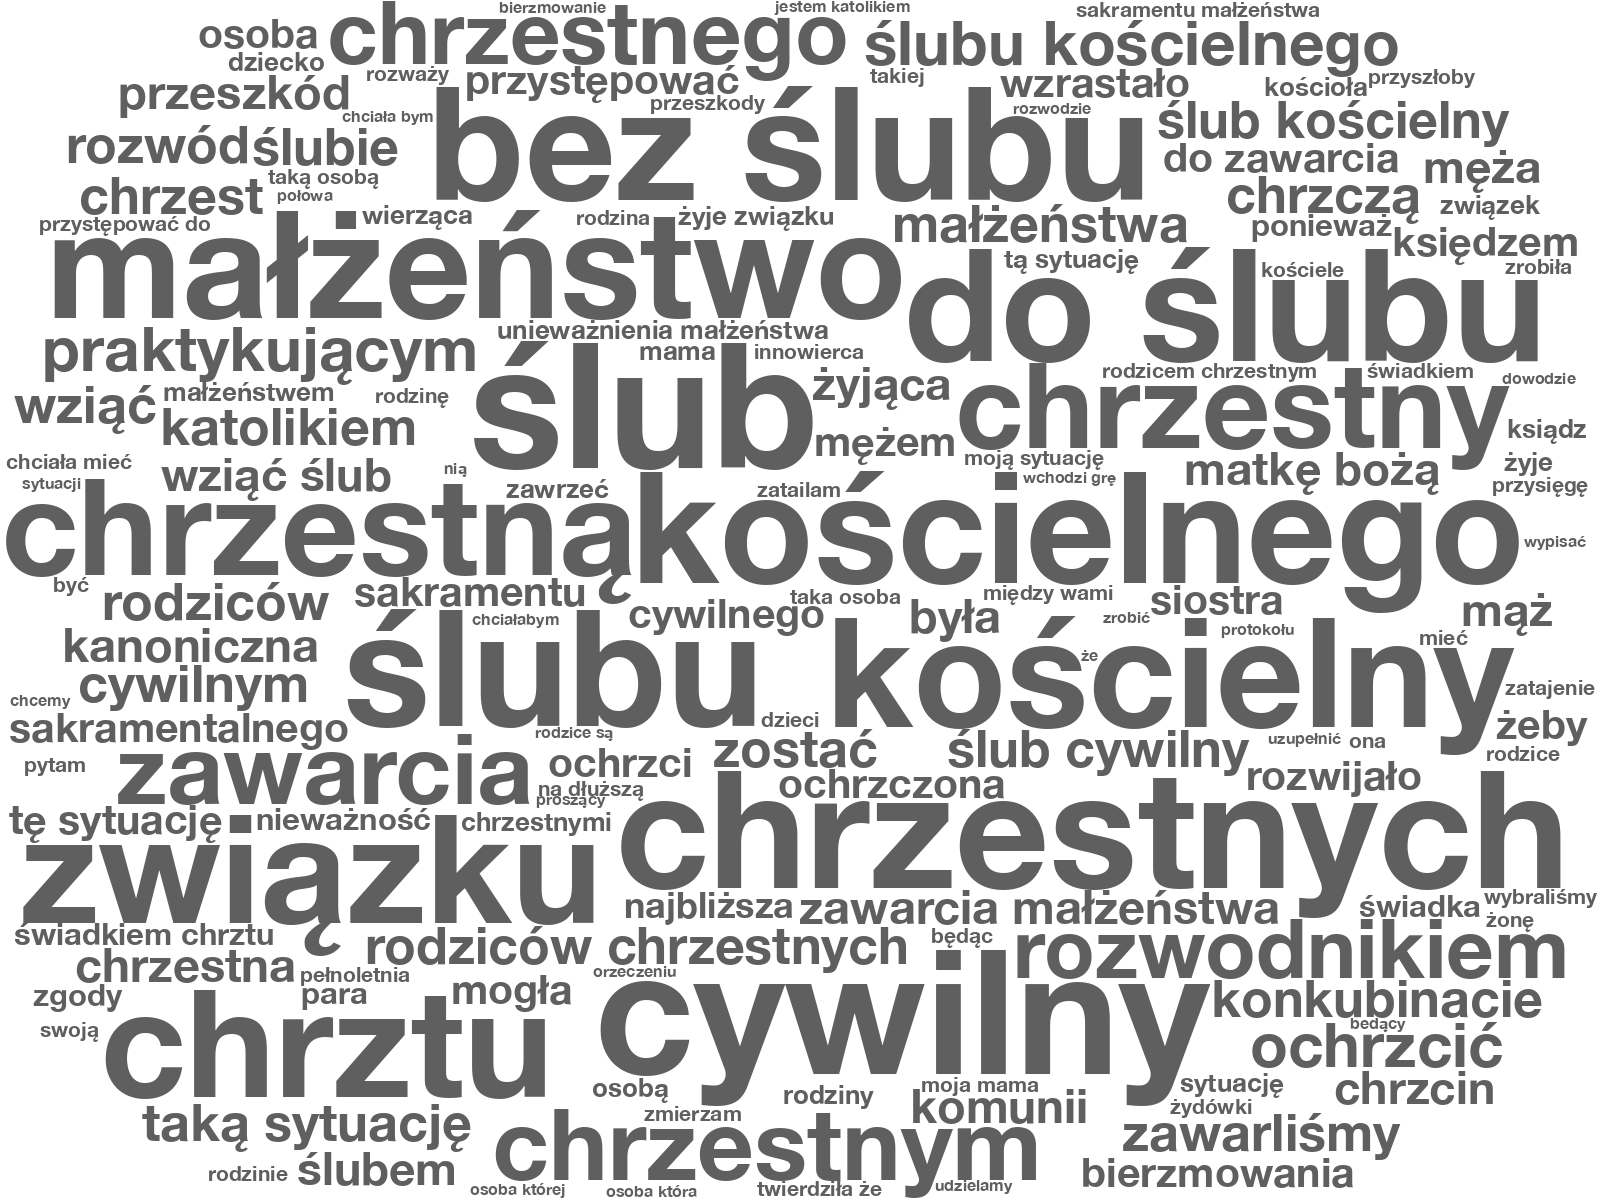 bierzmowanie
jestem katolikiem
sakramentu małżeństwa
osoba
chrzestnego
ślubu kościelnego
dziecko
rozważy
przystępować
takiej
wzrastało
kościoła
przyszłoby
przeszkód
przeszkody
rozwodzie
chciała bym
bez ślubu
ślub kościelny
rozwód
ślubie
do zawarcia
męża
taką osobą
chrzest
połowa
chrzczą
związek
przystępować do
wierząca
rodzina
żyje związku
małżeństwa
ponieważ
księdzem
małżeństwo
tą sytuację
kościele
zrobiła
do ślubu
unieważnienia małżeństwa
praktykującym
mama
innowierca
ślub
żyjąca
rodzicem chrzestnym
świadkiem
dowodzie
małżeństwem
rodzinę
wziąć
chrzestny
katolikiem
mężem
ksiądz
chciała mieć
wziąć ślub
nią
moją sytuację
matkę bożą
żyje
sytuacji
zawrzeć
zatailam
wchodzi grę
przysięgę
chrzestną
kościelnego
wypisać
być
sakramentu
taka osoba
między wami
siostra
rodziców
cywilnego
była
zrobić
mąż
chciałabym
protokołu
mieć
kanoniczna
ślubu kościelny
że
cywilnym
zatajenie
chcemy
sakramentalnego
dzieci
żeby
rodzice są
zostać
ślub cywilny
uzupełnić
ona
rodzice
pytam
zawarcia
ochrzci
rozwijało
na dłuższą
ochrzczona
proszący
tę sytuację
nieważność
chrzestnymi
chrzestnych
związku
najbliższa
zawarcia małżeństwa
świadka
wybraliśmy
żonę
świadkiem chrztu
rodziców chrzestnych
będąc
rozwodnikiem
chrzestna
pełnoletnia
orzeczeniu
zgody
para
mogła
cywilny
konkubinacie
swoją
chrztu
będący
ochrzcić
osobą
rodziny
moja mama
sytuację
chrzcin
zmierzam
komunii
żydówki
taką sytuację
chrzestnym
zawarliśmy
rodzinie
ślubem
bierzmowania
osoba której
osoba która
twierdziła że
udzielamy